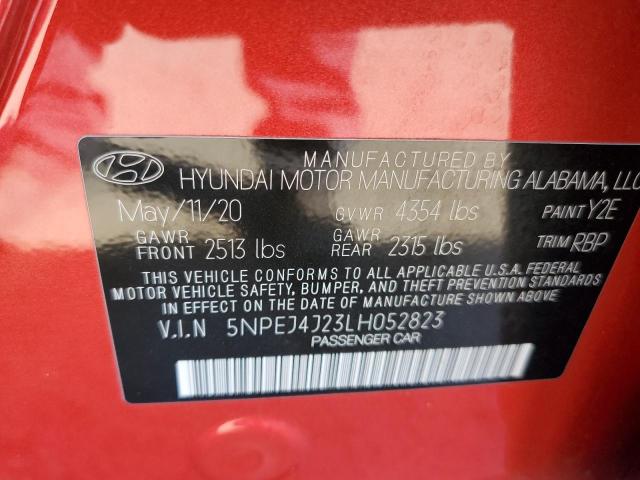 MANUFACTURED BY
HYUNDAI MOTOR MANUFACTURING ALABAMA, LLC
May/11/20 GVWR 4354 lbs PAINT Y2E
GAWR FRONT 2513 lbs GAWR REAR 2315 lbs TRIM RBP
THIS VEHICLE CONFORMS TO ALL APPLICABLE U.S.A. FEDERAL
MOTOR VEHICLE SAFETY, BUMPER, AND THEFT PREVENTION STANDARDS
IN EFFECT ON THE DATE OF MANUFACTURE SHOWN ABOVE.
V.I.N 5NPEJ4J23LH052823
PASSENGER CAR